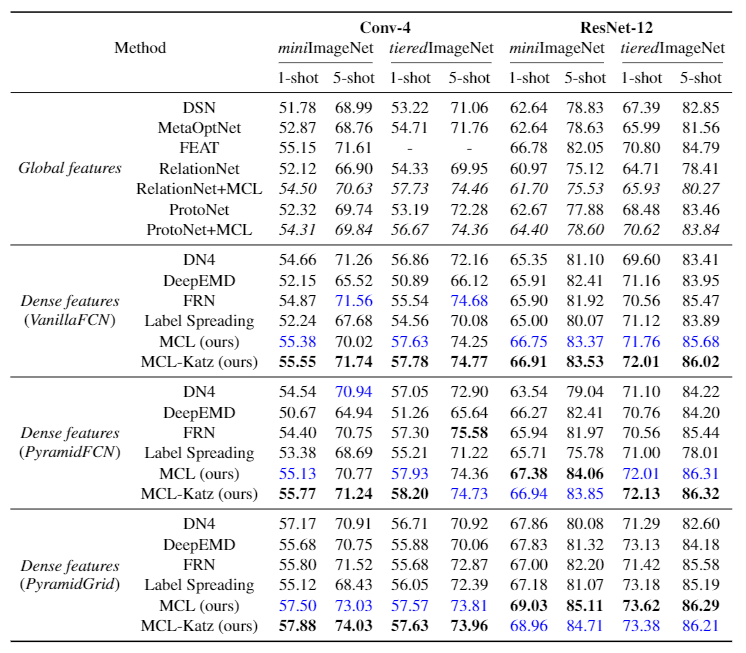 Conv-4 ResNet-12
Method miniImageNet tieredImageNet miniImageNet tieredImageNet
1-shot 5-shot 1-shot 5-shot 1-shot 5-shot 1-shot 5-shot
DSN 51.78 68.99 53.22 71.06 62.64 78.83 67.39 82.85
MetaOptNet 52.87 68.76 54.71 71.76 62.64 78.63 65.99 81.56
FEAT 55.15 71.61 - - 66.78 82.05 70.80 84.79
Global features RelationNet 52.12 66.90 54.33 69.95 60.97 75.12 64.71 78.41
RelationNet+MCL 54.50 70.63 57.73 74.46 61.70 75.53 65.93 80.27
ProtoNet 52.32 69.74 53.19 72.28 62.67 77.88 68.48 83.46
ProtoNet+MCL 54.31 69.84 56.67 74.36 64.40 78.60 70.62 83.84
DN4 54.66 71.26 56.86 72.16 65.35 81.10 69.60 83.41
DeepEMD 52.15 65.52 50.89 66.12 65.91 82.41 71.16 83.95
Dense features FRN 54.87 71.56 55.54 74.68 65.90 81.92 70.56 85.47
(VanillaFCN) Label Spreading 52.24 67.68 54.56 70.08 65.00 80.07 71.12 83.89
MCL (ours) 55.38 70.02 57.63 74.25 66.75 83.37 71.76 85.68
MCL-Katz (ours) 55.55 71.74 57.78 74.77 66.91 83.53 72.01 86.02
DN4 54.54 70.94 57.05 72.90 63.54 79.04 71.10 84.22
DeepEMD 50.67 64.94 51.26 65.64 66.27 82.41 70.76 84.20
Dense features FRN 54.40 70.75 57.30 75.58 65.94 81.97 70.56 85.44
(PyramidFCN) Label Spreading 53.38 68.69 55.21 71.22 65.71 75.78 71.00 78.01
MCL (ours) 55.13 70.77 57.93 74.36 67.38 84.06 72.01 86.31
MCL-Katz (ours) 55.77 71.24 58.20 74.73 66.94 83.85 72.13 86.32
DN4 57.17 70.91 56.71 70.92 67.86 80.08 71.29 82.60
DeepEMD 55.68 70.75 55.88 70.06 67.83 81.32 73.13 84.18
Dense features FRN 55.80 71.52 55.68 72.87 67.00 82.20 71.42 85.58
(PyramidGrid) Label Spreading 55.12 68.43 56.05 72.39 67.18 81.07 73.18 85.19
MCL (ours) 57.50 73.03 57.57 73.81 69.03 85.11 73.62 86.29
MCL-Katz (ours) 57.88 74.03 57.63 73.96 68.96 84.71 73.38 86.21